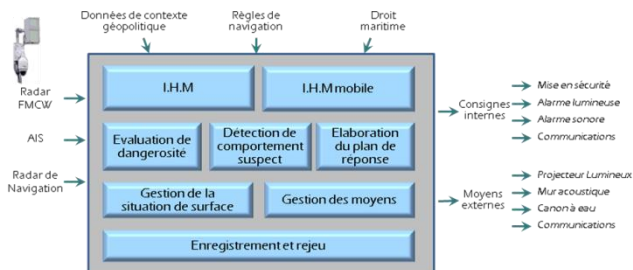 Données de contexte
géopolitique
Règles de
navigation
Droit
maritime
Radar
FMCW
AIS
Radar de
Navigation
I.H.M
I.H.M mobile
Evaluation de
dangerosité
Détection de
comportement
suspect
Elaboration
du plan de
réponse
Gestion de la
situation de surface
Gestion des moyens
Enregistrement et rejeu
Consignes
internes
Mise en sécurité
Alarme lumineuse
Alarme sonore
Communications
Moyens
externes
Projecteur Lumineux
Mur acoustique
Canon à eau
Communications